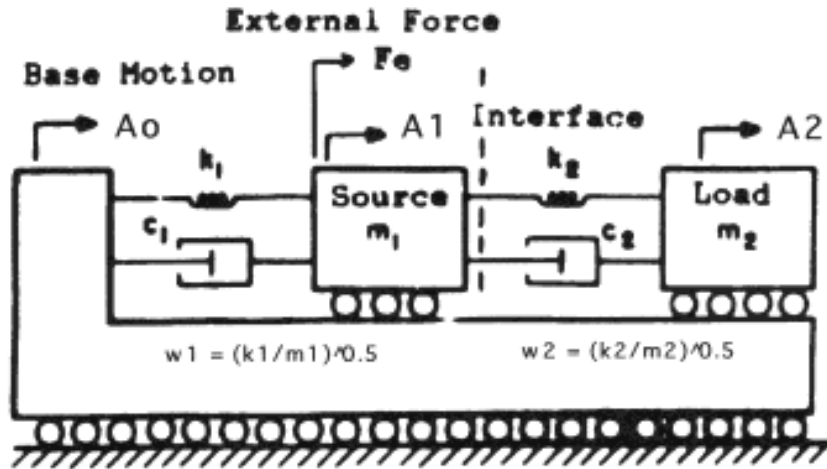 External Force
Fe
Base Motion
Ao
A1
Interface
A2
k₁
k₂
Source
m₁
Load
m₂
c₁
c₂
w1 = (k1/m1)^0.5
w2 = (k2/m2)^0.5